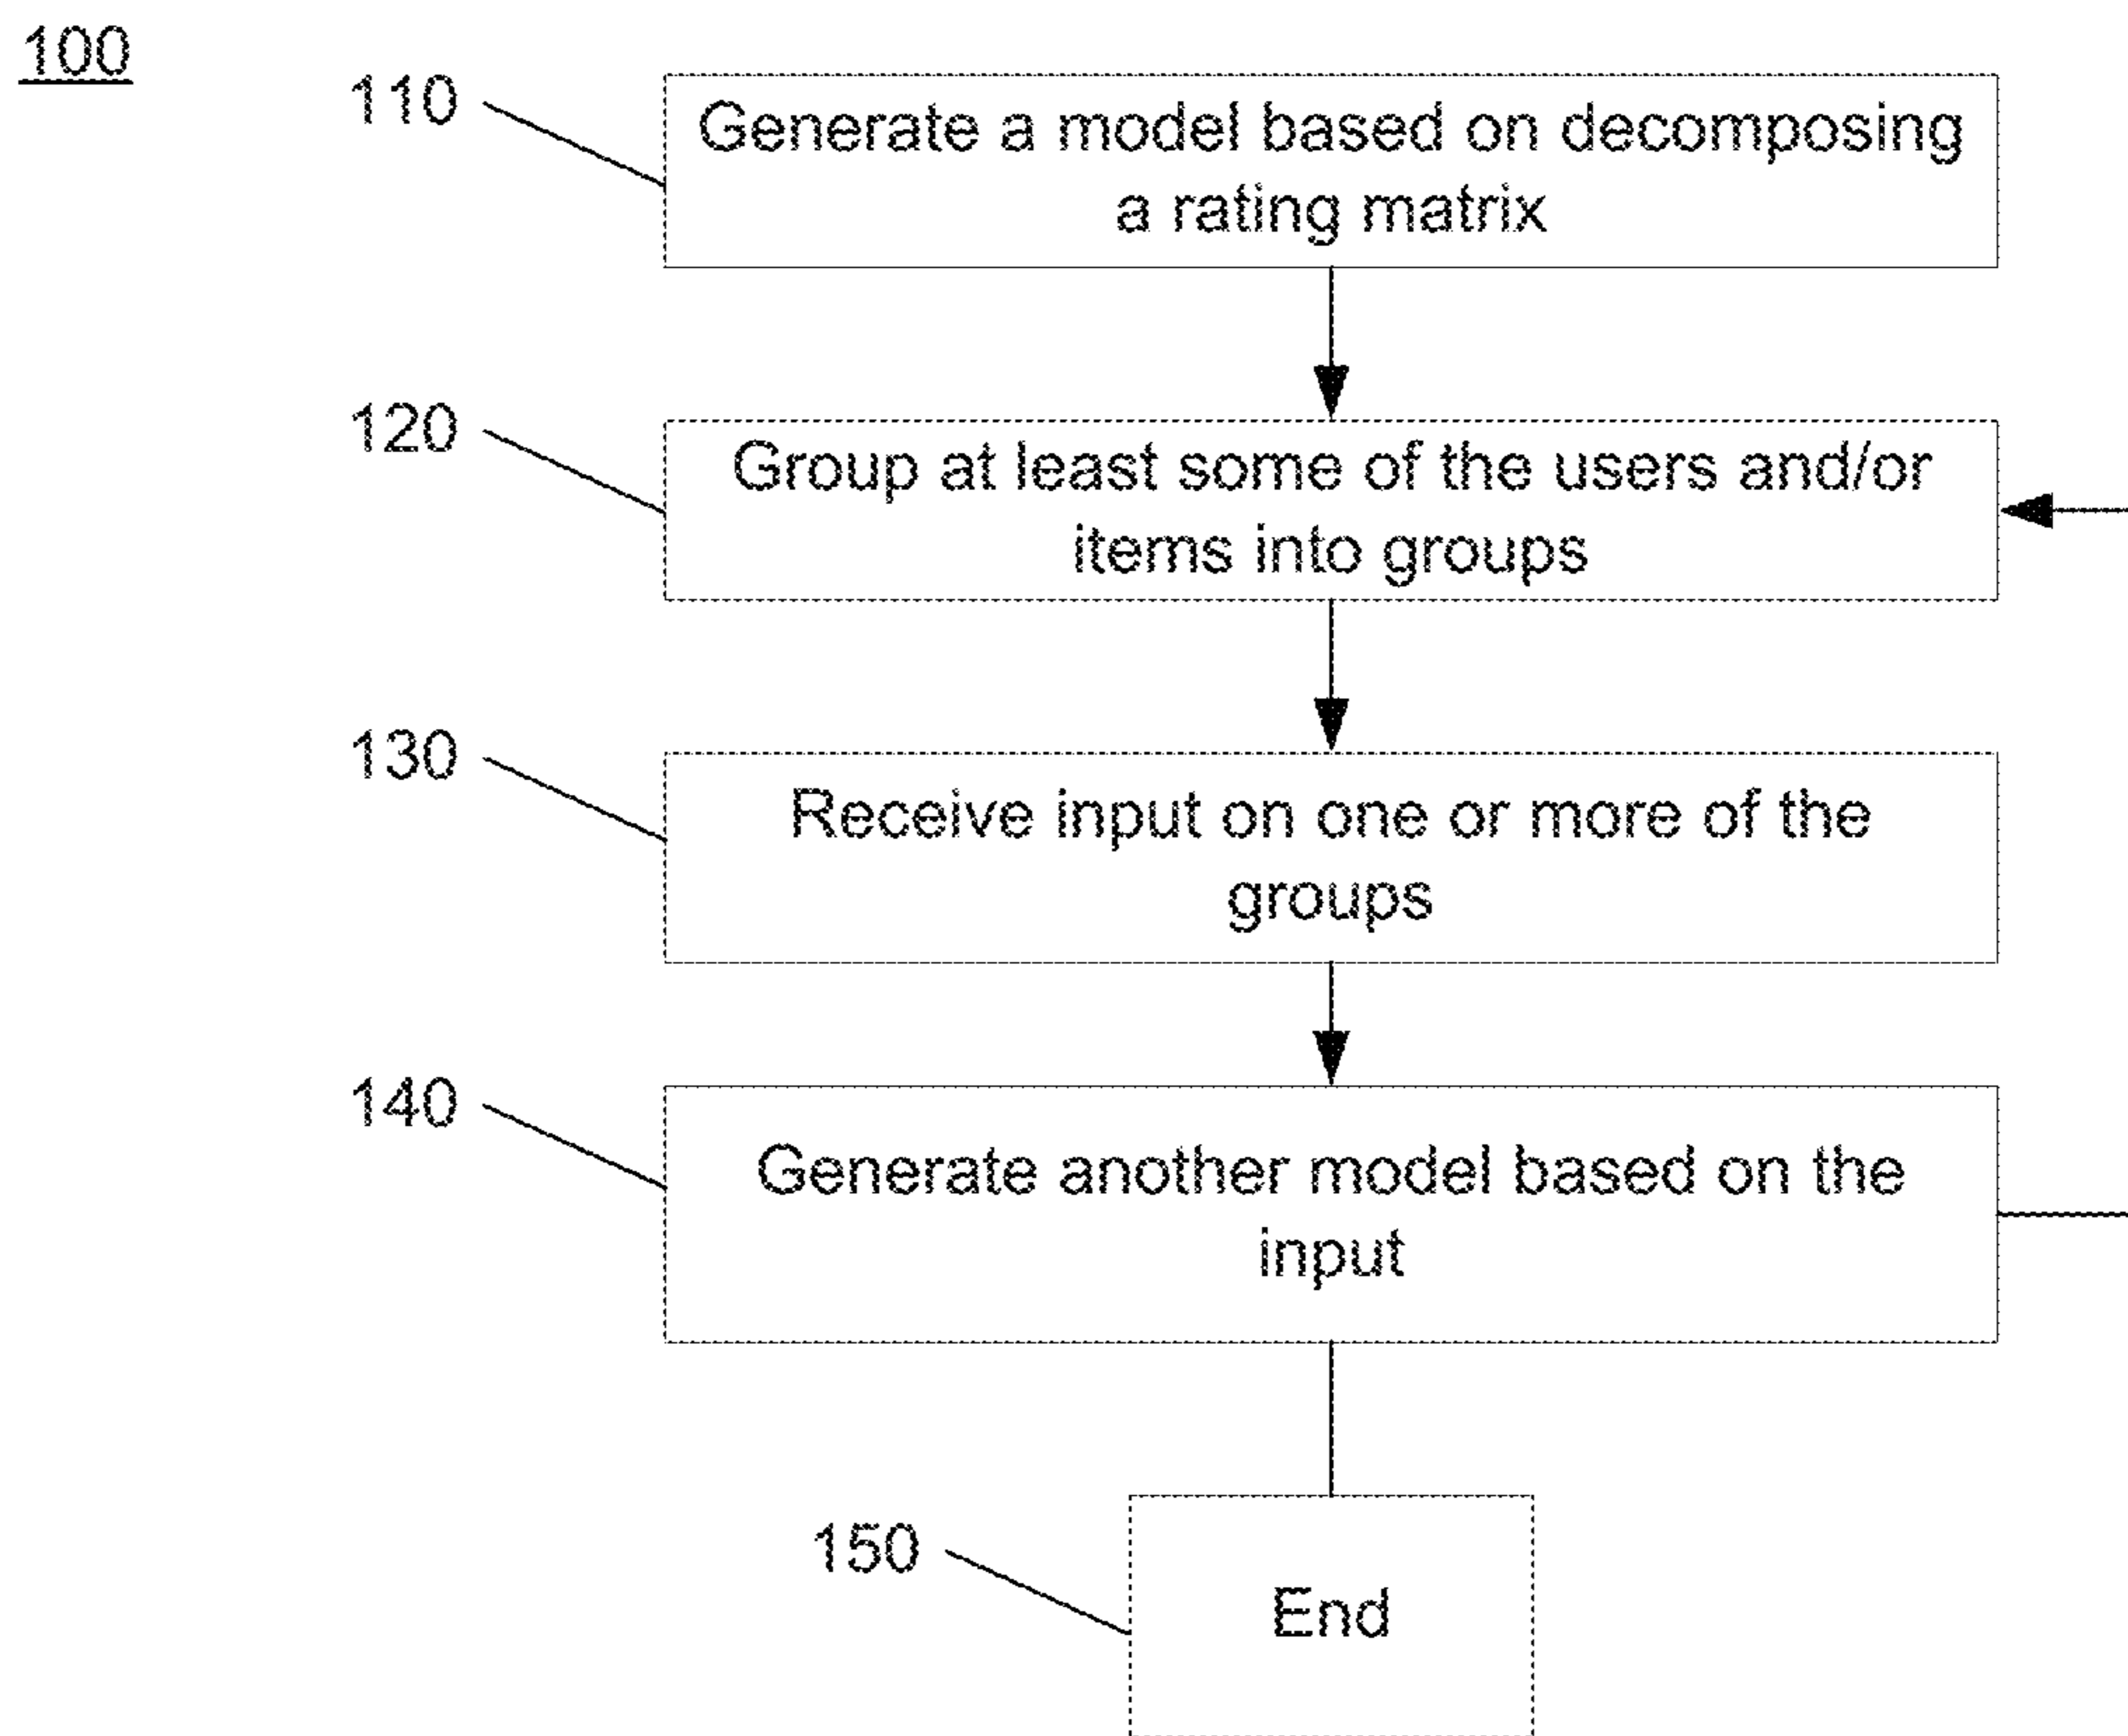 100
110
Generate a model based on decomposing
a rating matrix
120
Group at least some of the users and/or
items into groups
130
Receive input on one or more of the
groups
140
Generate another model based on the
input
150
End